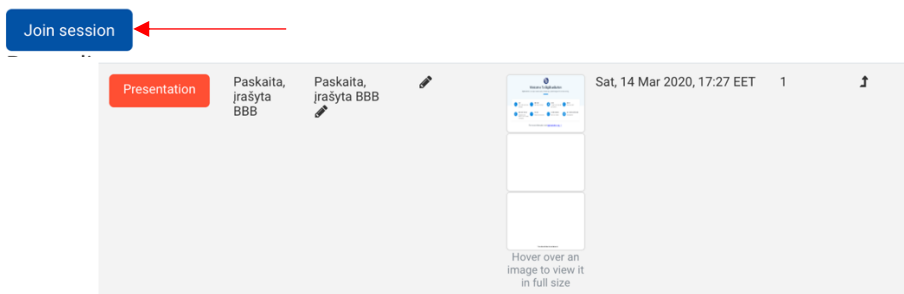 Join session
Presentation
Paskaita,
įrašyta
BBB
Paskaita,
įrašyta BBB
Sat, 14 Mar 2020, 17:27 EET
1
Hover over an
image to view it
in full size